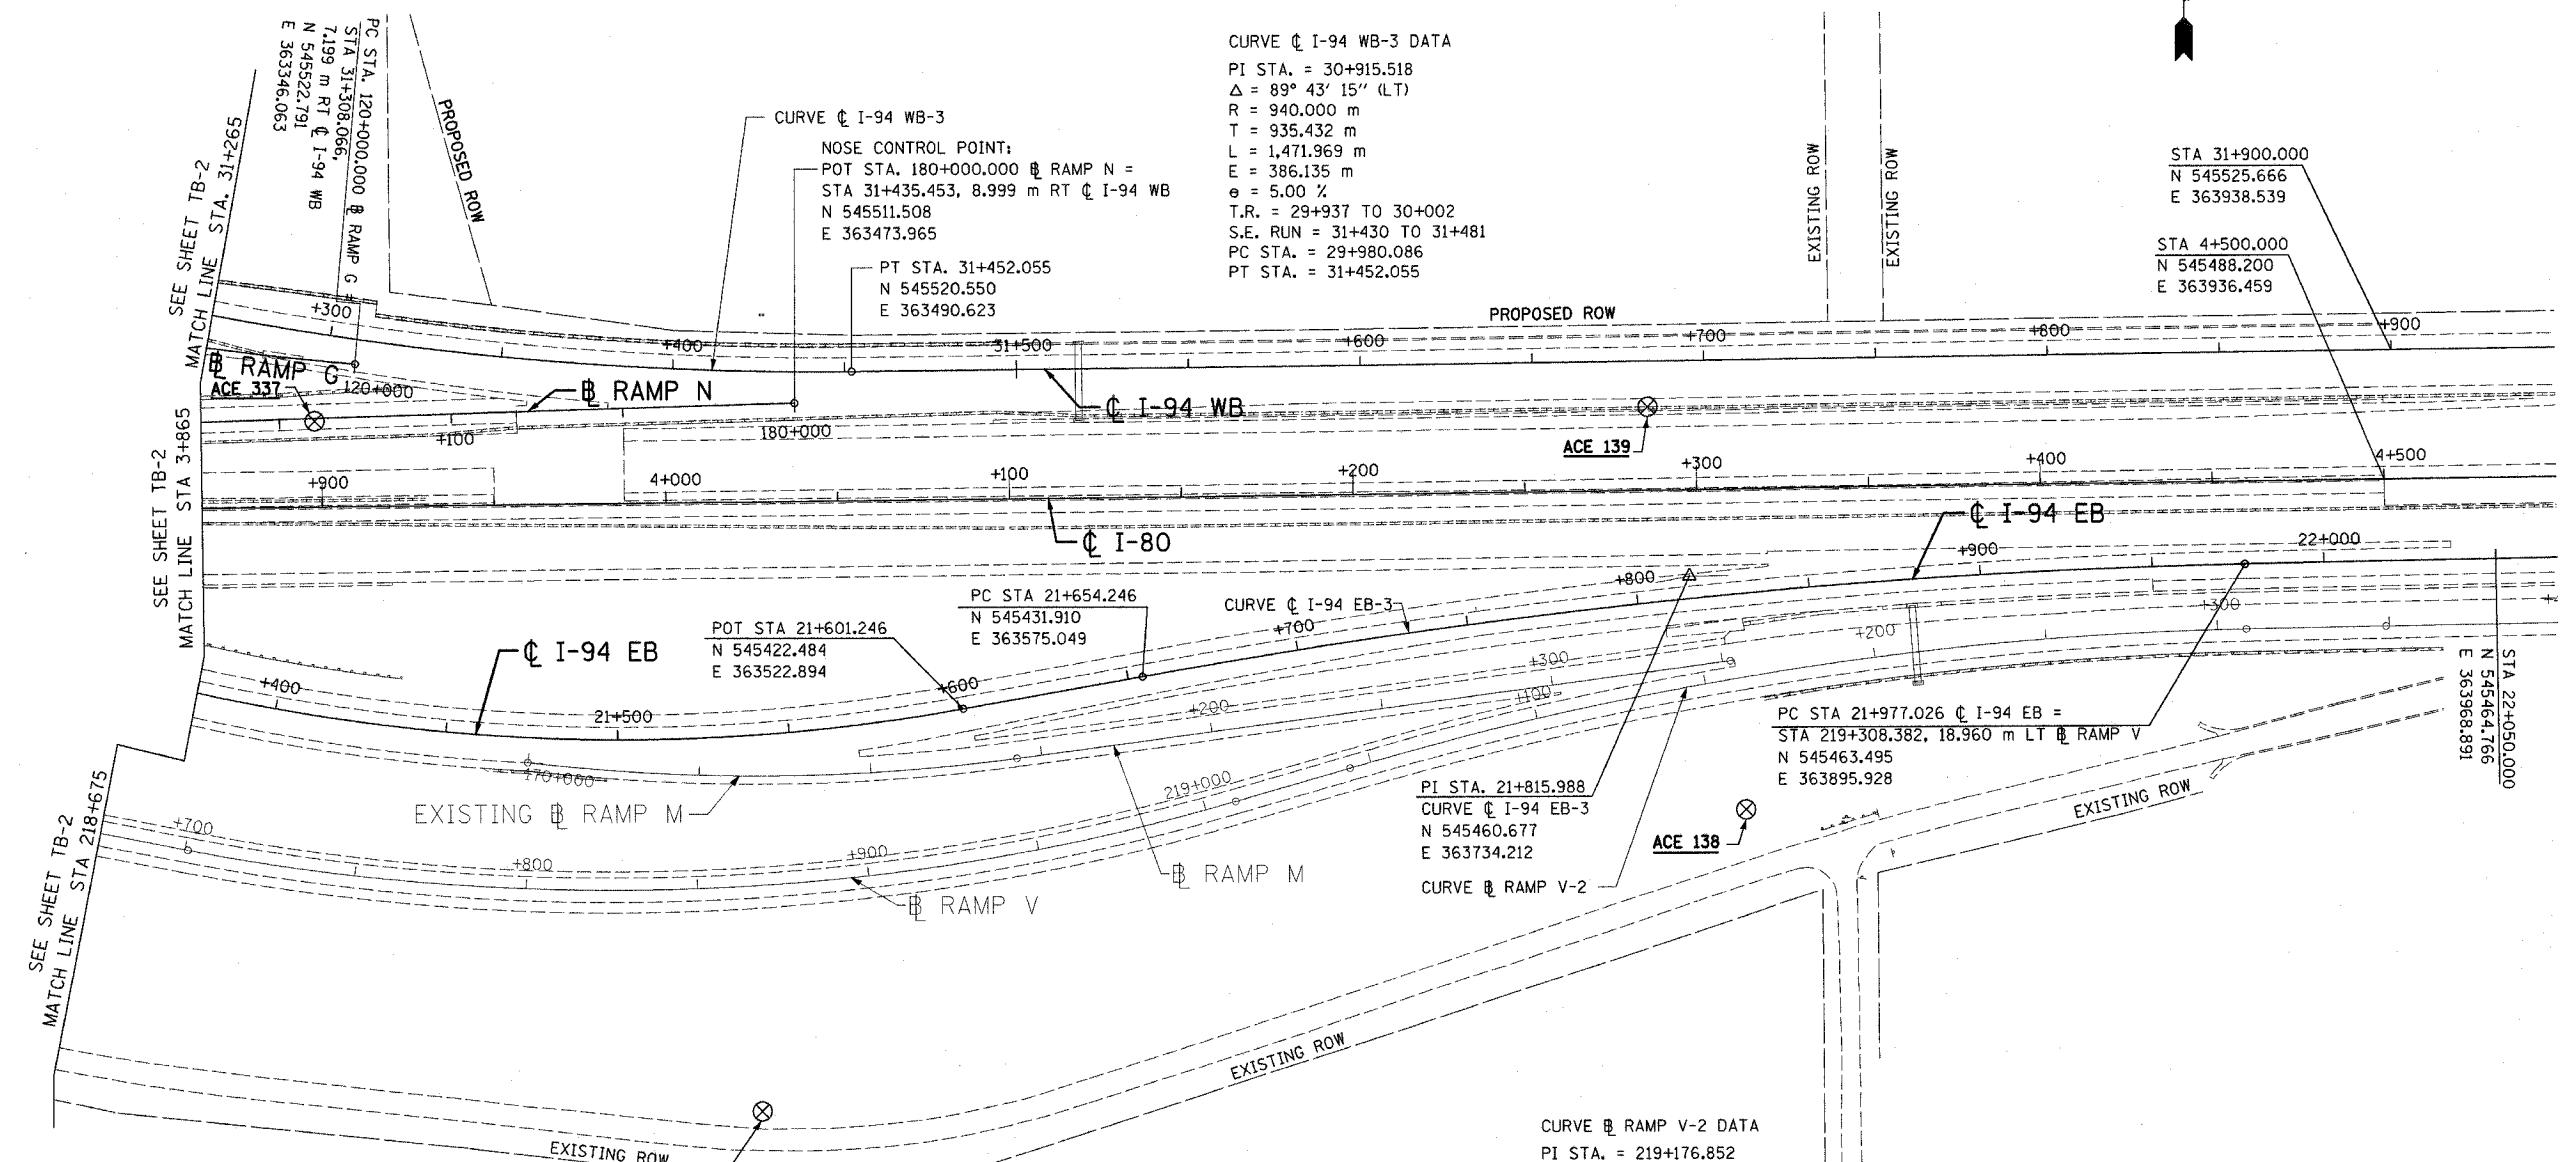 PC STA. 120+000.000 ⅊ RAMP G =
STA 31+308.066,
7.199 m RT ℄ I-94 WB
N 545522.791
E 363346.063
PROPOSED ROW
SEE SHEET TB-2
MATCH LINE STA. 31+265
CURVE ℄ I-94 WB-3
NOSE CONTROL POINT:
POT STA. 180+000.000 ⅊ RAMP N =
STA 31+435.453, 8.999 m RT ℄ I-94 WB
N 545511.508
E 363473.965
PT STA. 31+452.055
N 545520.550
E 363490.623
CURVE ℄ I-94 WB-3 DATA
PI STA. = 30+915.518
Δ = 89° 43' 15" (LT)
R = 940.000 m
T = 935.432 m
L = 1,471.969 m
E = 386.135 m
e = 5.00 %
T.R. = 29+937 TO 30+002
S.E. RUN = 31+430 TO 31+481
PC STA. = 29+980.086
PT STA. = 31+452.055
EXISTING ROW
EXISTING ROW
STA 31+900.000
N 545525.666
E 363938.539
STA 4+500.000
N 545488.200
E 363936.459
PROPOSED ROW
+300
+400
31+500
+600
+700
+800
+900
⅊ RAMP G
ACE 337
120+000
⅊ RAMP N
℄ I-94 WB
+100
180+000
ACE 139
SEE SHEET TB-2
MATCH LINE STA 3+865
+900
4+000
+100
+200
+300
+400
4+500
℄ I-80
℄ I-94 EB
+400
21+500
+600
+700
+800
+900
22+000
℄ I-94 EB
POT STA 21+601.246
N 545422.484
E 363522.894
PC STA 21+654.246
N 545431.910
E 363575.049
CURVE ℄ I-94 EB-3
+200
+300
170+000
+200
+300
+100
219+000
EXISTING ⅊ RAMP M
PC STA 21+977.026 ℄ I-94 EB =
STA 219+308.382, 18.960 m LT ⅊ RAMP V
N 545463.495
E 363895.928
STA 22+050.000
N 545464.766
E 363968.891
PI STA. 21+815.988
CURVE ℄ I-94 EB-3
N 545460.677
E 363734.212
CURVE ⅊ RAMP V-2
ACE 138
EXISTING ROW
SEE SHEET TB-2
MATCH LINE STA 218+675
+700
+800
+900
⅊ RAMP V
⅊ RAMP M
EXISTING ROW
EXISTING ROW
CURVE ⅊ RAMP V-2 DATA
PI STA. = 219+176.852